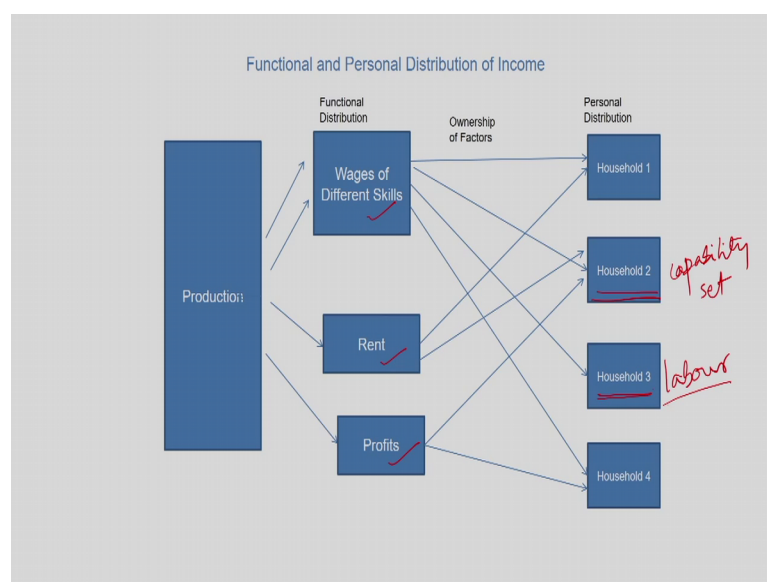 Functional and Personal Distribution of Income
Functional
Distribution
Ownership
of Factors
Personal
Distribution
Production
Wages of
Different Skills
Rent
Profits
Household 1
Household 2
capability
set
Household 3
labour
Household 4